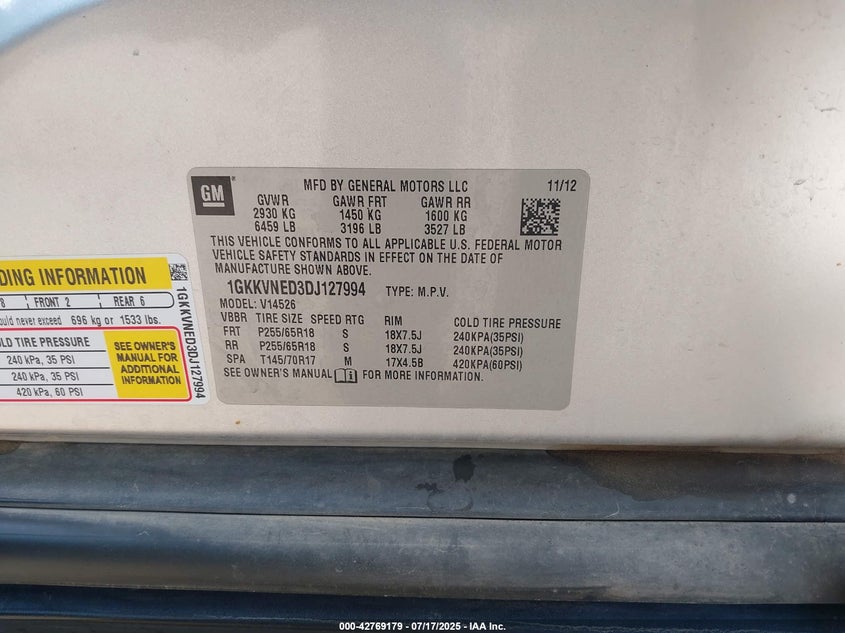 GM
MFD BY GENERAL MOTORS LLC 11/12
GVWR GAWR FRT GAWR RR
2930 KG 1450 KG 1600 KG
6459 LB 3196 LB 3527 LB
THIS VEHICLE CONFORMS TO ALL APPLICABLE U.S. FEDERAL MOTOR
VEHICLE SAFETY STANDARDS IN EFFECT ON THE DATE OF
MANUFACTURE SHOWN ABOVE.
1GKKVNED3DJ127994 TYPE: M.P.V.
MODEL: V14526
VBBR TIRE SIZE SPEED RTG RIM COLD TIRE PRESSURE
FRT P255/65R18 S 18X7.5J 240KPA(35PSI)
RR P255/65R18 S 18X7.5J 240KPA(35PSI)
SPA T145/70R17 M 17X4.5B 420KPA(60PSI)
SEE OWNER'S MANUAL FOR MORE INFORMATION.
DING INFORMATION
8 FRONT 2 REAR 6
ould never exceed 696 kg or 1533 lbs.
OLD TIRE PRESSURE
240 kPa, 35 PSI
240 kPa, 35 PSI
420 kPa, 60 PSI
SEE OWNER'S
MANUAL FOR
ADDITIONAL
INFORMATION
1GKKVNED3DJ127994
000-42769179 - 07/17/2025 - IAA Inc.